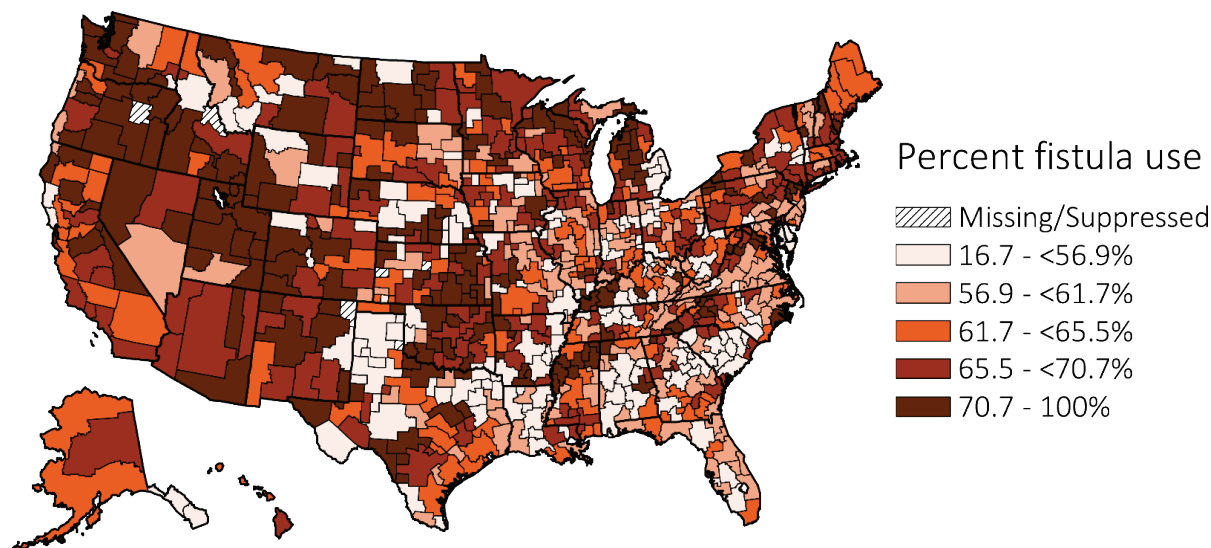 Percent fistula use
Missing/Suppressed
16.7 - <56.9%
56.9 - <61.7%
61.7 - <65.5%
65.5 - <70.7%
70.7 - 100%